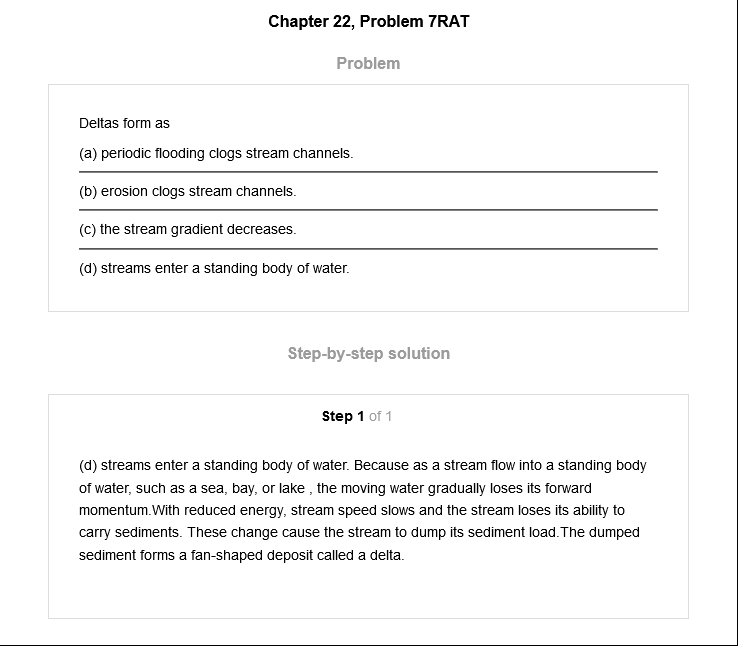 Chapter 22, Problem 7RAT
Problem
Deltas form as
(a) periodic flooding clogs stream channels.
(b) erosion clogs stream channels.
(c) the stream gradient decreases.
(d) streams enter a standing body of water.
Step-by-step solution
Step 1 of 1
(d) streams enter a standing body of water. Because as a stream flow into a standing body
of water, such as a sea, bay, or lake , the moving water gradually loses its forward
momentum.With reduced energy, stream speed slows and the stream loses its ability to
carry sediments. These change cause the stream to dump its sediment load.The dumped
sediment forms a fan-shaped deposit called a delta.